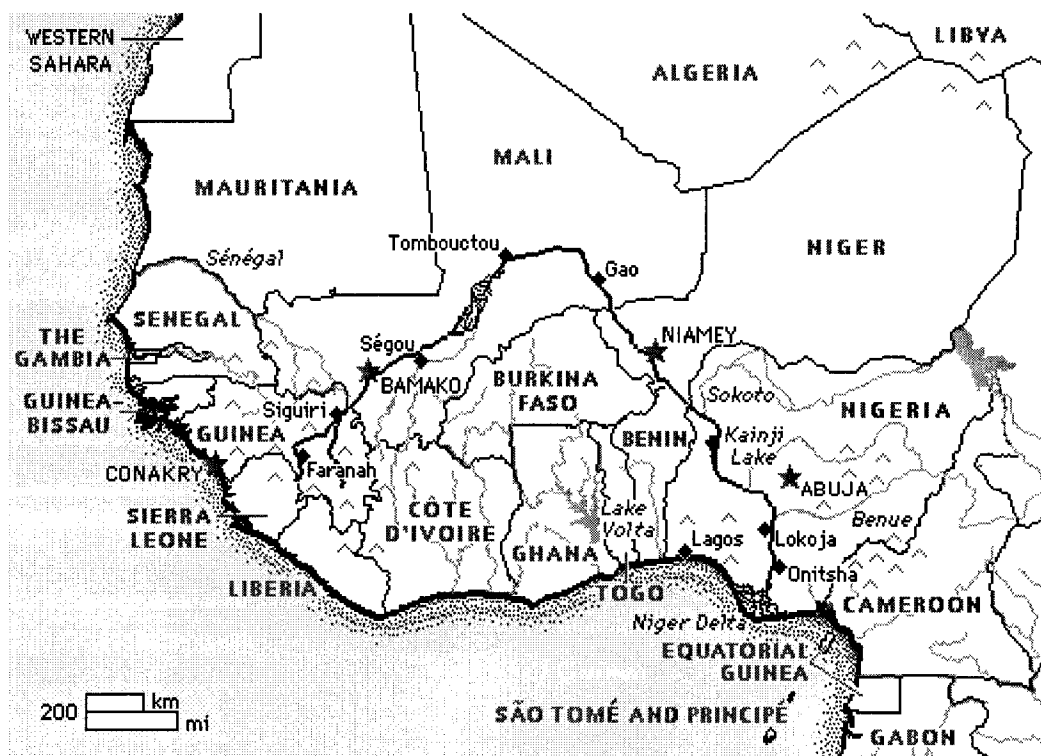 WESTERN
SAHARA
LIBYA
ALGERIA
MALI
MAURITANIA
Tombouctou
NIGER
Sénégal
Gao
SENEGAL
THE
GAMBIA
Ségou
NIAMEY
BAMAKO
BURKINA
FASO
Sokoto
GUINEA-
BISSAU
Siguiri
NIGERIA
GUINEA
BENIN
Kainji
Lake
CONAKRY
Faranah
ABUJA
SIERRA
LEONE
CÔTE
D'IVOIRE
Lake
Volta
Benue
Lagos
Lokoja
GHANA
Onitsha
LIBERIA
TOGO
CAMEROON
Niger Delta
EQUATORIAL
GUINEA
200
km
mi
SÃO TOMÉ AND PRINCIPÉ
GABON